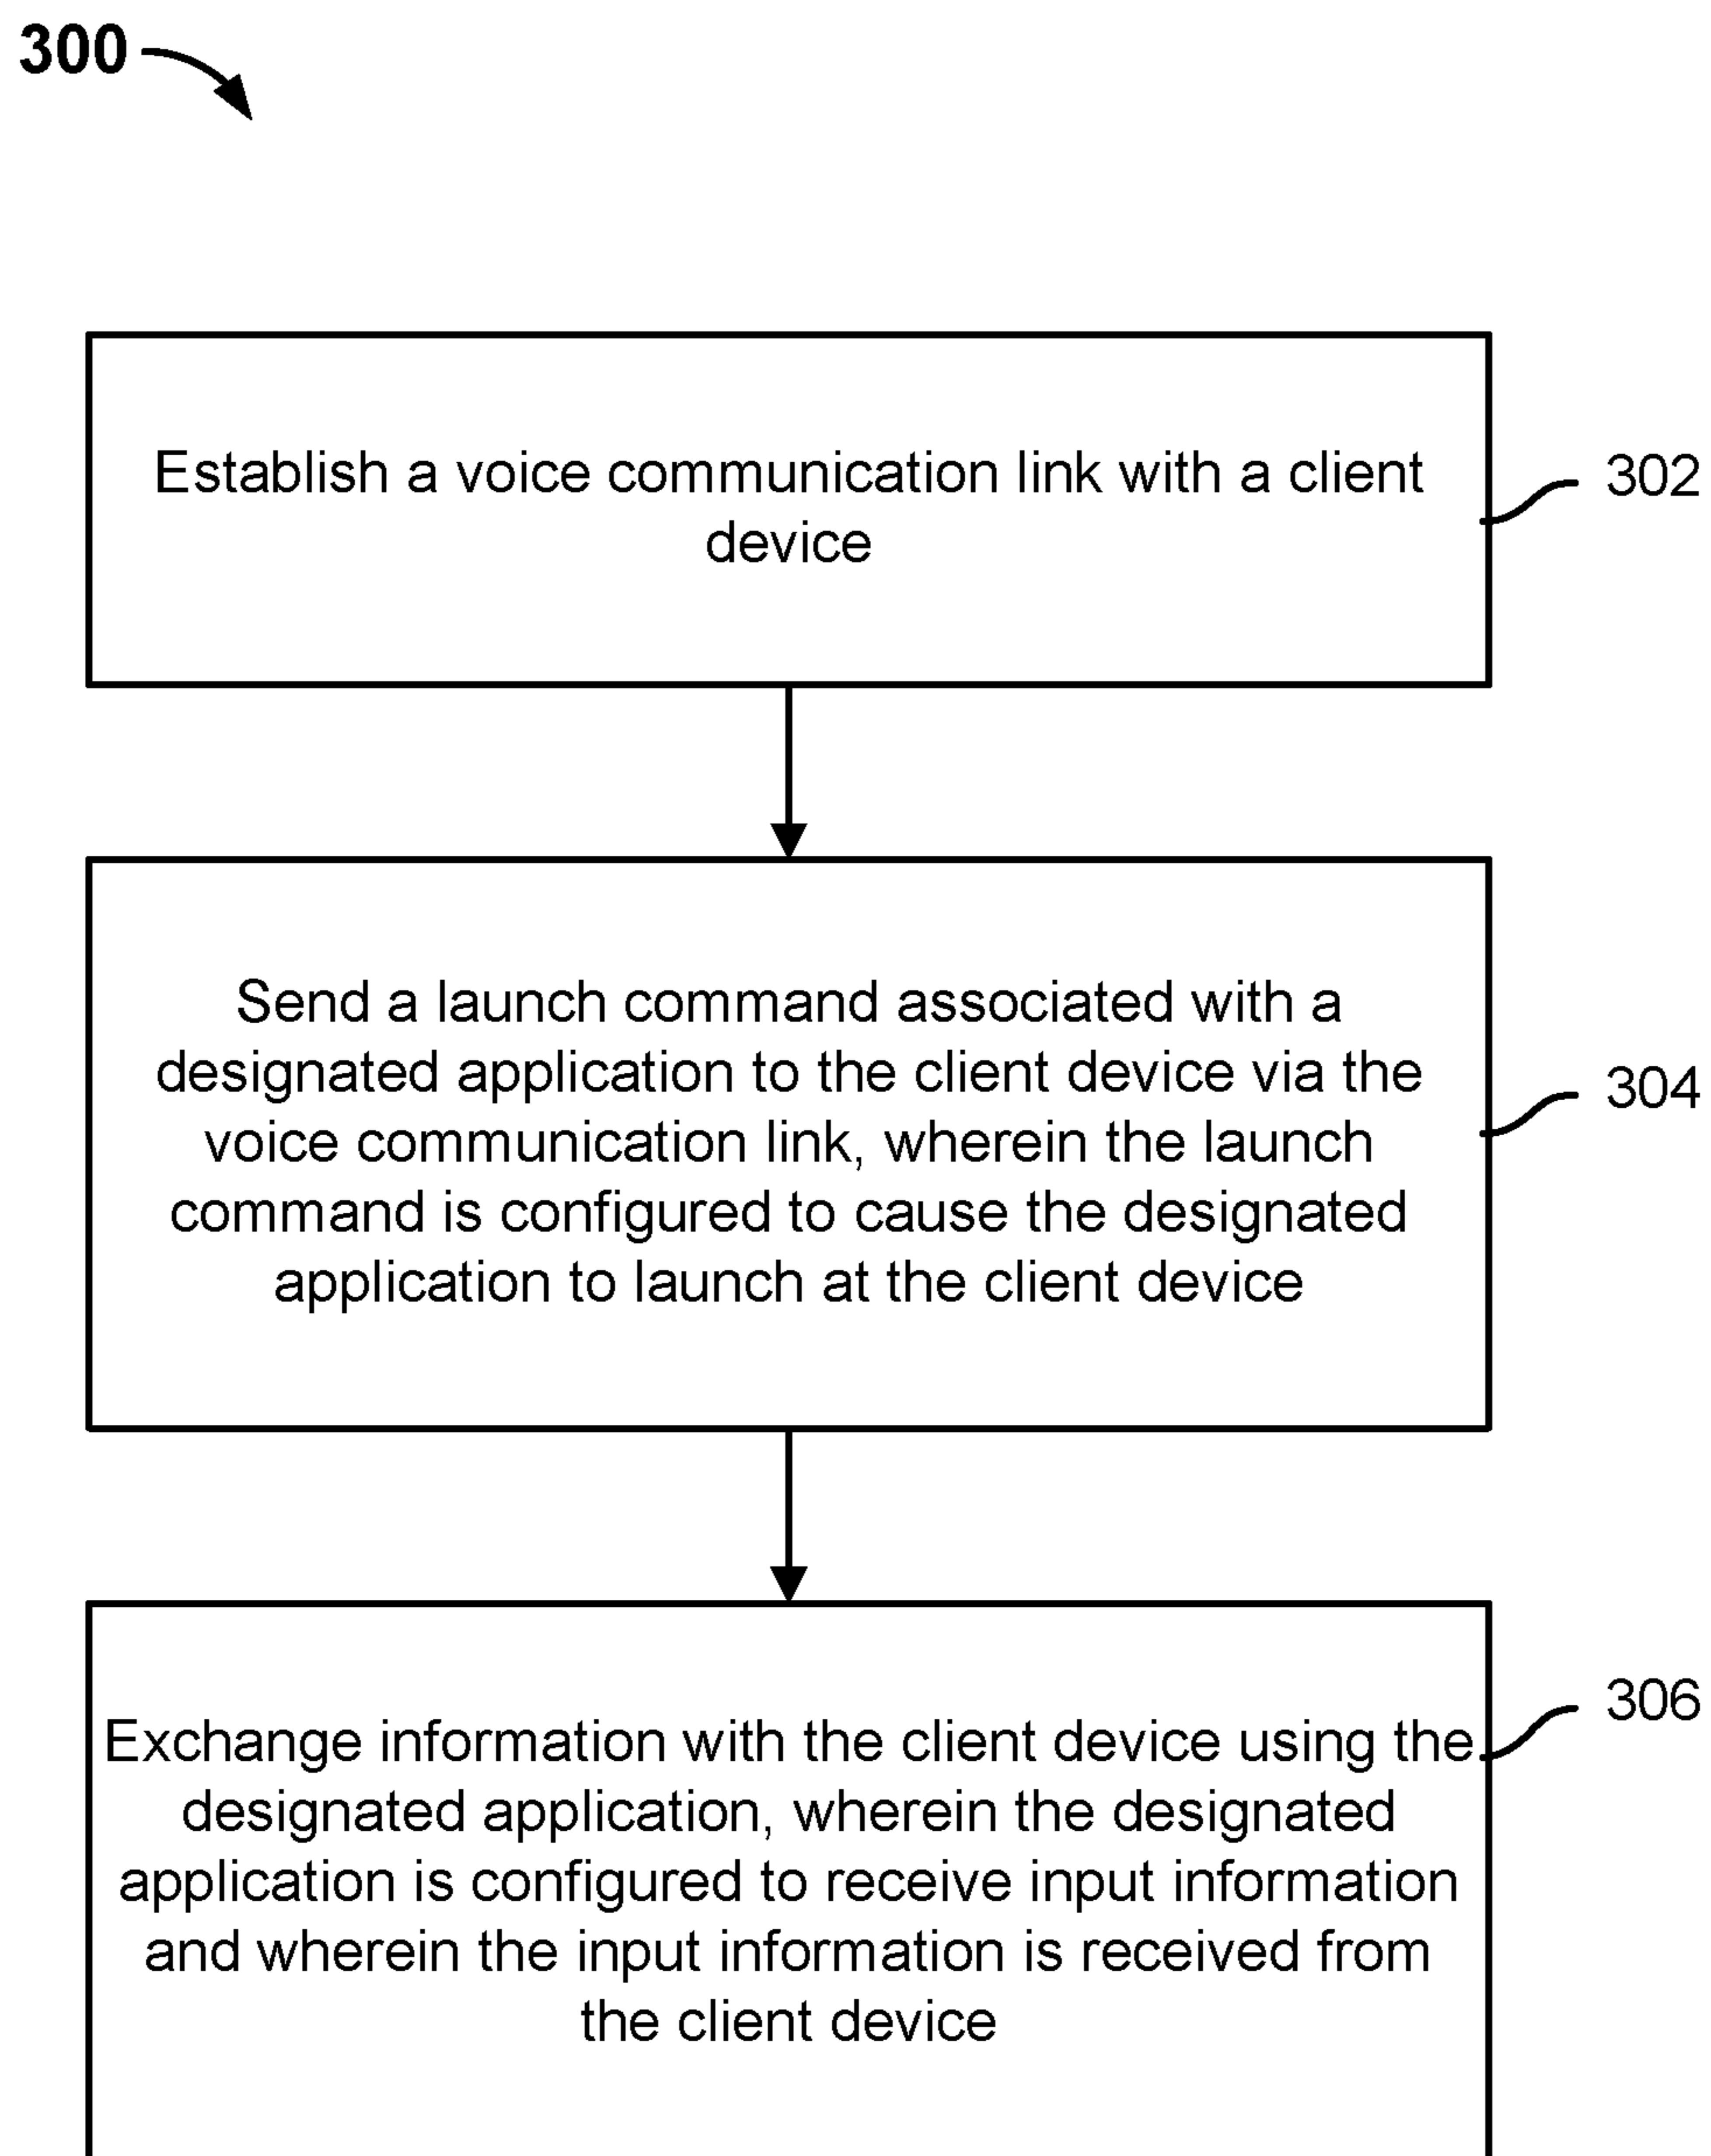 300
Establish a voice communication link with a client
device
302
Send a launch command associated with a
designated application to the client device via the
voice communication link, wherein the launch
command is configured to cause the designated
application to launch at the client device
304
Exchange information with the client device using the
designated application, wherein the designated
application is configured to receive input information
and wherein the input information is received from
the client device
306